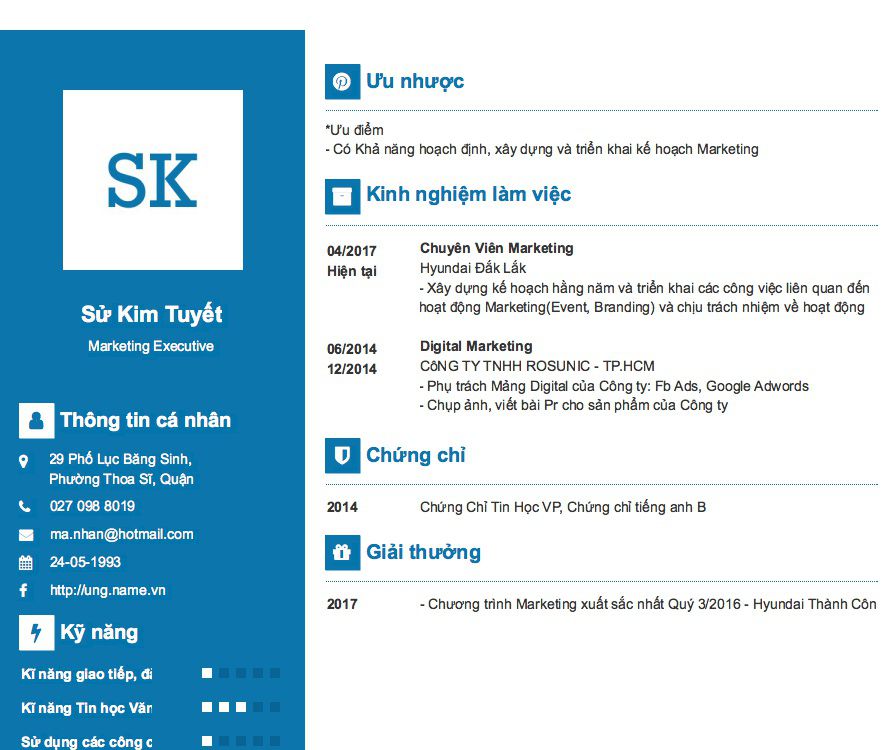 SK
Sử Kim Tuyết
Marketing Executive
Thông tin cá nhân
29 Phố Lục Băng Sinh,
Phường Thoa Sĩ, Quận
027 098 8019
ma.nhan@hotmail.com
24-05-1993
http://ung.name.vn
Kỹ năng
Kĩ năng giao tiếp,
Kĩ năng Tin học Văn
Sử dụng các công
Ưu nhược
*Ưu điểm
- Có Khả năng hoạch định, xây dựng và triển khai kế hoạch Marketing
Kinh nghiệm làm việc
04/2017 Chuyên Viên Marketing
Hiện tại Hyundai Đắk Lắk
- Xây dựng kế hoạch hằng năm và triển khai các công việc liên quan đến
hoạt động Marketing(Event, Branding) và chịu trách nhiệm về hoạt động
06/2014 Digital Marketing
12/2014 CôNG TY TNHH ROSUNIC - TP.HCM
- Phụ trách Mảng Digital của Công ty: Fb Ads, Google Adwords
- Chụp ảnh, viết bài Pr cho sản phẩm của Công ty
Chứng chỉ
2014 Chứng Chỉ Tin Học VP, Chứng chỉ tiếng anh B
Giải thưởng
2017 - Chương trình Marketing xuất sắc nhất Quý 3/2016 - Hyundai Thành Côn